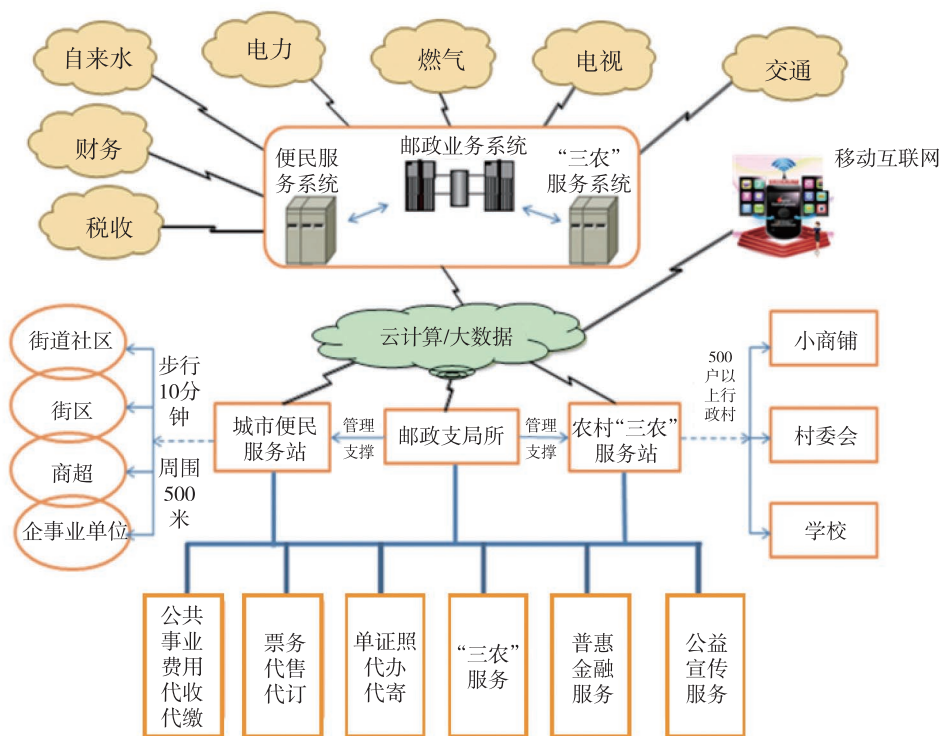 自来水
电力
燃气
电视
交通
财务
税收
便民服
务系统
邮政业务系统
“三农”
服务系统
移动互联网
云计算/大数据
街道社区
街区
商超
企事业单位
步行
10分
钟
周围
500
米
城市便民
服务站
管理
支撑
邮政支局所
管理
支撑
农村“三农”
服务站
500
户以
上行
政村
小商铺
村委会
学校
公共
事业
费用
代收
代缴
票务
代售
代订
单证照
代办
代寄
“三农”
服务
普惠
金融
服务
公益
宣传
服务